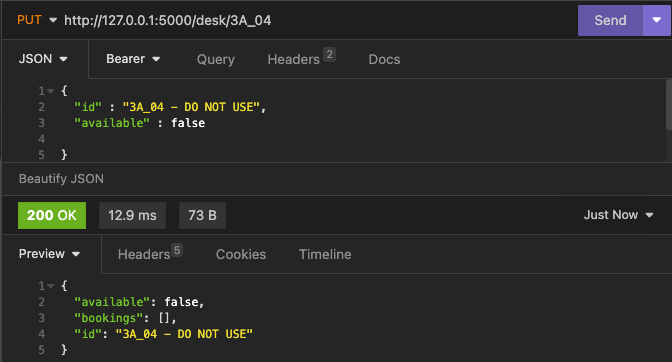 PUT http://127.0.0.1:5000/desk/3A_04 Send
JSON Bearer Query Headers 2 Docs
1 {
2 "id" : "3A_04 - DO NOT USE",
3 "available" : false
4
5 }
Beautify JSON
200 OK 12.9 ms 73 B Just Now
Preview Headers 5 Cookies Timeline
1 {
2 "available": false,
3 "bookings": [],
4 "id": "3A_04 - DO NOT USE"
5 }